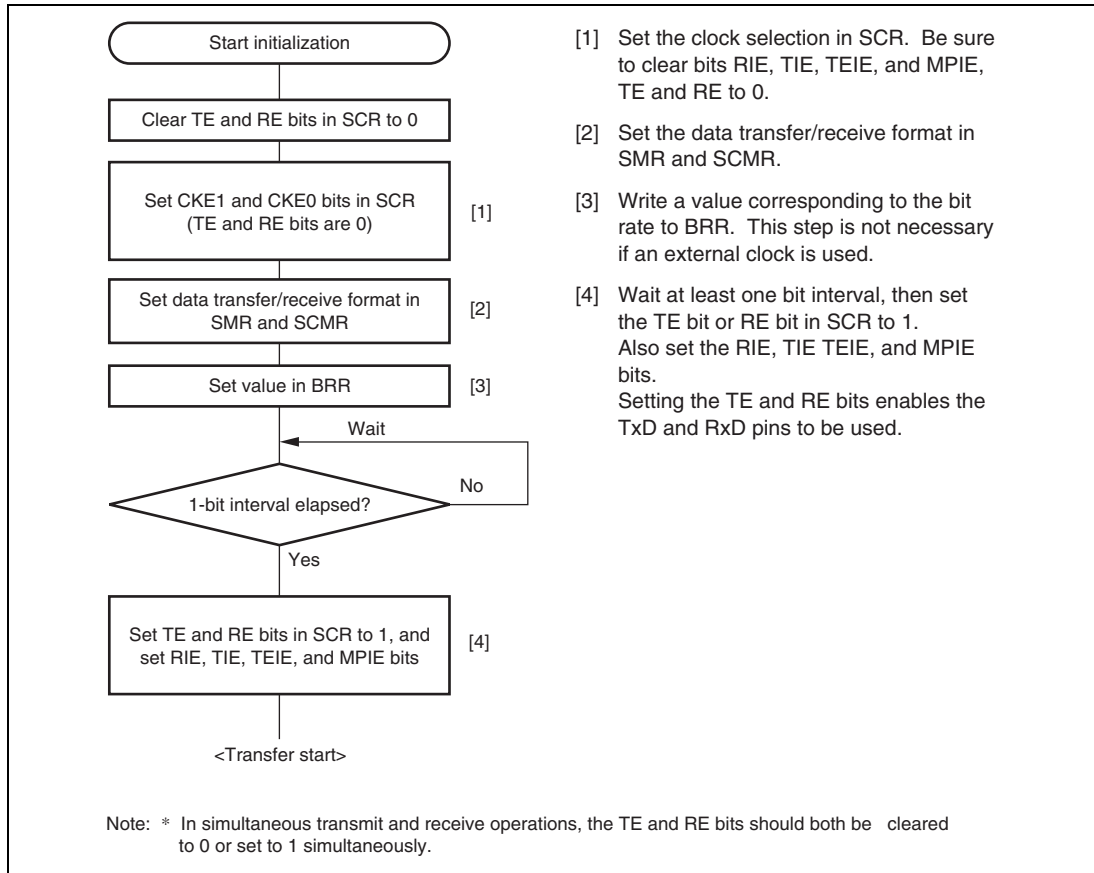 Start initialization
Clear TE and RE bits in SCR to 0
Set CKE1 and CKE0 bits in SCR
(TE and RE bits are 0)
[1]
Set data transfer/receive format in
SMR and SCMR
[2]
Set value in BRR
[3]
Wait
No
1-bit interval elapsed?
Yes
Set TE and RE bits in SCR to 1, and
set RIE, TIE, TEIE, and MPIE bits
[4]
<Transfer start>
[1] Set the clock selection in SCR. Be sure
to clear bits RIE, TIE, TEIE, and MPIE,
TE and RE to 0.
[2] Set the data transfer/receive format in
SMR and SCMR.
[3] Write a value corresponding to the bit
rate to BRR. This step is not necessary
if an external clock is used.
[4] Wait at least one bit interval, then set
the TE bit or RE bit in SCR to 1.
Also set the RIE, TIE TEIE, and MPIE
bits.
Setting the TE and RE bits enables the
TxD and RxD pins to be used.
Note: * In simultaneous transmit and receive operations, the TE and RE bits should both be cleared
to 0 or set to 1 simultaneously.